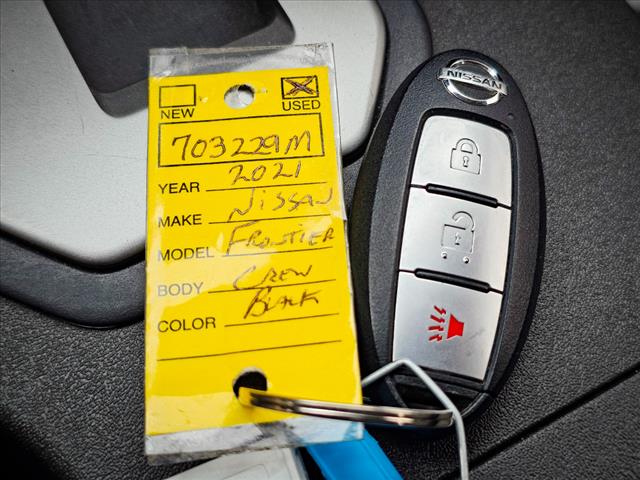 NEW USED
703229M
YEAR 2021
MAKE Nissan
MODEL FRONTIER
BODY CREW
COLOR BLACK
NISSAN